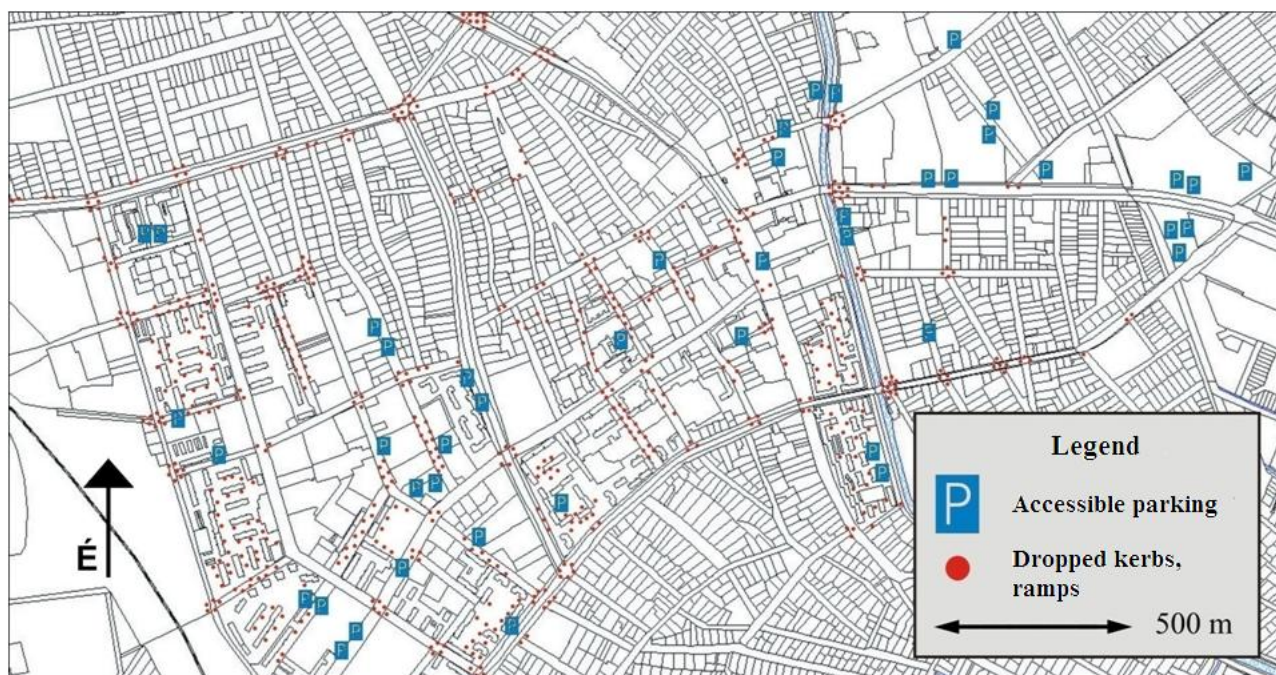 É
Legend
P
Accessible parking
Dropped kerbs,
ramps
500 m